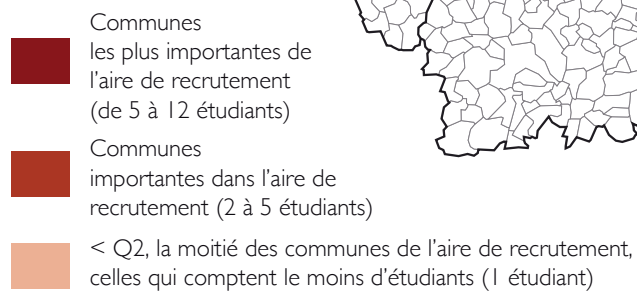 Communes
les plus importantes de
l’aire de recrutement
(de 5 à 12 étudiants)
Communes
importantes dans l’aire de
recrutement (2 à 5 étudiants)
< Q2, la moitié des communes de l’aire de recrutement,
celles qui comptent le moins d’étudiants (1 étudiant)